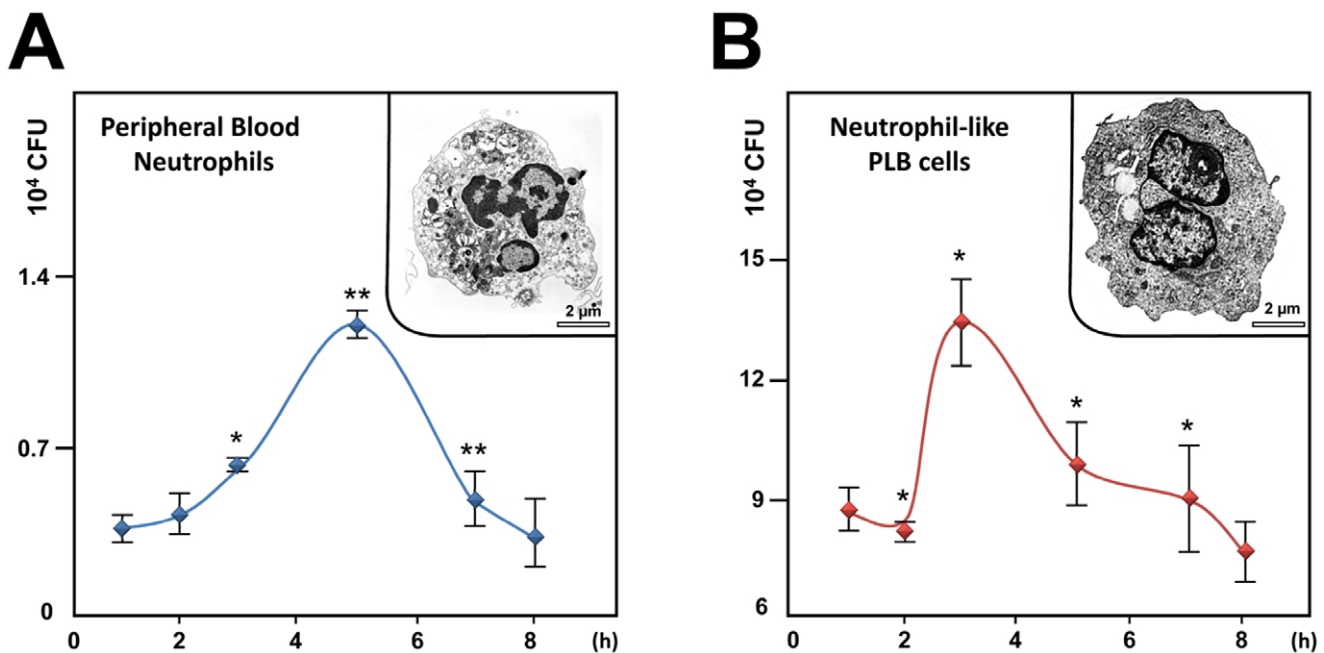 A
Peripheral Blood
Neutrophils
10⁴ CFU
1.4
0.7
0
0 2 4 6 8 (h)
*
**
**
2 µm
B
Neutrophil-like
PLB cells
10⁴ CFU
15
12
9
6
0 2 4 6 8 (h)
*
*
*
*
2 µm